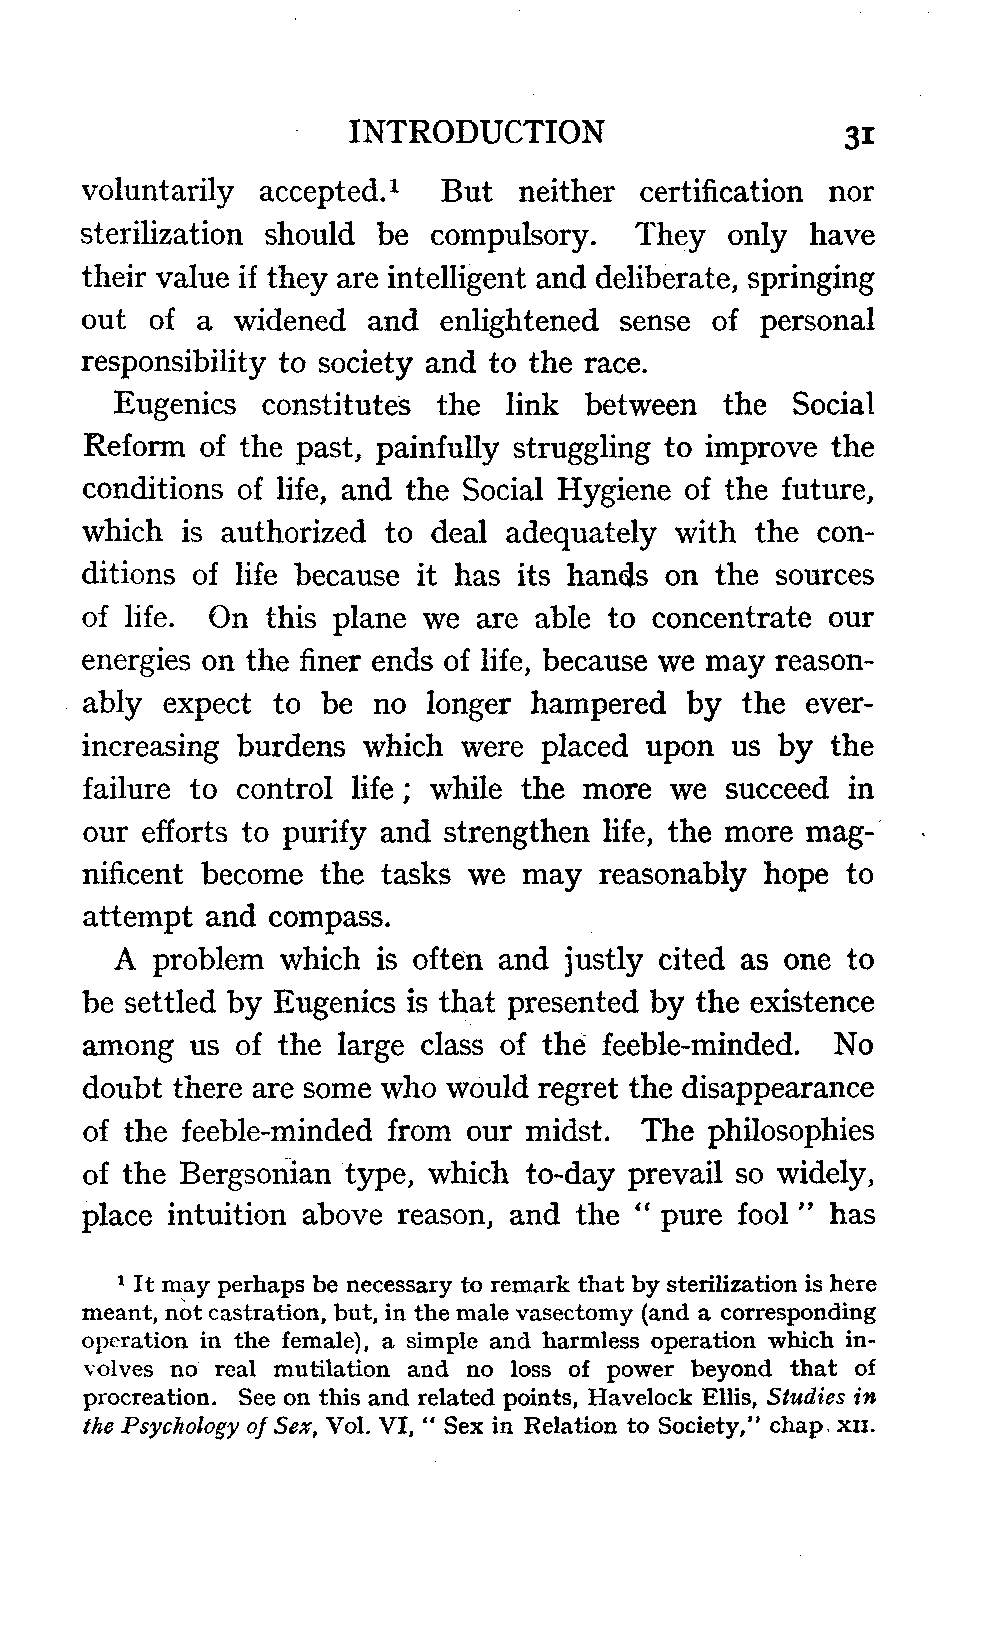 INTRODUCTION 31
voluntarily accepted.¹ But neither certification nor
sterilization should be compulsory. They only have
their value if they are intelligent and deliberate, springing
out of a widened and enlightened sense of personal
responsibility to society and to the race.
Eugenics constitutes the link between the Social
Reform of the past, painfully struggling to improve the
conditions of life, and the Social Hygiene of the future,
which is authorized to deal adequately with the con-
ditions of life because it has its hands on the sources
of life. On this plane we are able to concentrate our
energies on the finer ends of life, because we may reason-
ably expect to be no longer hampered by the ever-
increasing burdens which were placed upon us by the
failure to control life ; while the more we succeed in
our efforts to purify and strengthen life, the more mag-
nificent become the tasks we may reasonably hope to
attempt and compass.
A problem which is often and justly cited as one to
be settled by Eugenics is that presented by the existence
among us of the large class of the feeble-minded. No
doubt there are some who would regret the disappearance
of the feeble-minded from our midst. The philosophies
of the Bergsonian type, which to-day prevail so widely,
place intuition above reason, and the " pure fool " has
¹ It may perhaps be necessary to remark that by sterilization is here
meant, not castration, but, in the male vasectomy (and a corresponding
operation in the female), a simple and harmless operation which in-
volves no real mutilation and no loss of power beyond that of
procreation. See on this and related points, Havelock Ellis, Studies in
the Psychology of Sex, Vol. VI, " Sex in Relation to Society," chap. XII.